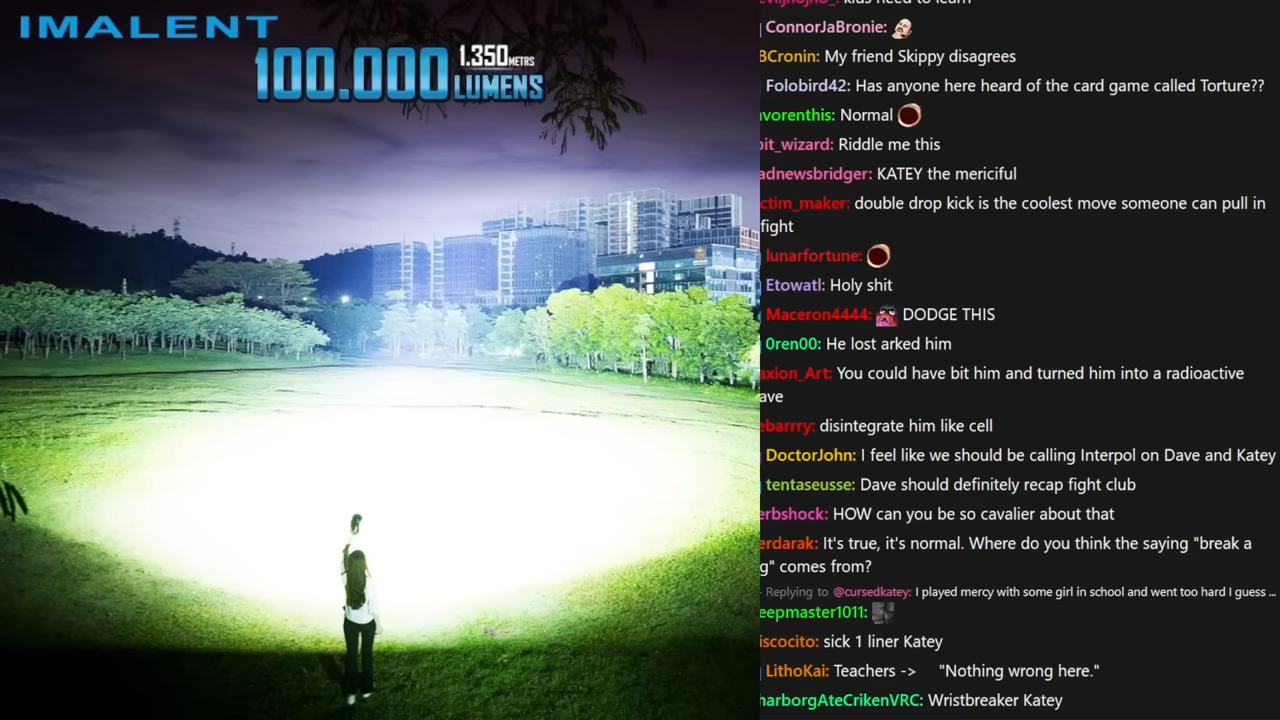 IMALENT
100.000 LUMENS
1.350 METRS
kids need to learn
ConnorJaBronie:
BCronin: My friend Skippy disagrees
Folobird42: Has anyone here heard of the card game called Torture??
avorenthis: Normal
bit_wizard: Riddle me this
adnewsbridger: KATEY the mericiful
ctim_maker: double drop kick is the coolest move someone can pull in
fight
lunarfortune:
Etowatl: Holy shit
Maceron4444: DODGE THIS
0ren00: He lost arked him
axion_Art: You could have bit him and turned him into a radioactive
ave
ebarrry: disintegrate him like cell
DoctorJohn: I feel like we should be calling Interpol on Dave and Katey
tentaseusse: Dave should definitely recap fight club
erbshock: HOW can you be so cavalier about that
erdarak: It's true, it's normal. Where do you think the saying "break a
g" comes from?
Replying to @cursedkatey: I played mercy with some girl in school and went too hard I guess ...
eepmaster1011:
iscocito: sick 1 liner Katey
LithoKai: Teachers -> "Nothing wrong here."
harborgAteCrikenVRC: Wristbreaker Katey